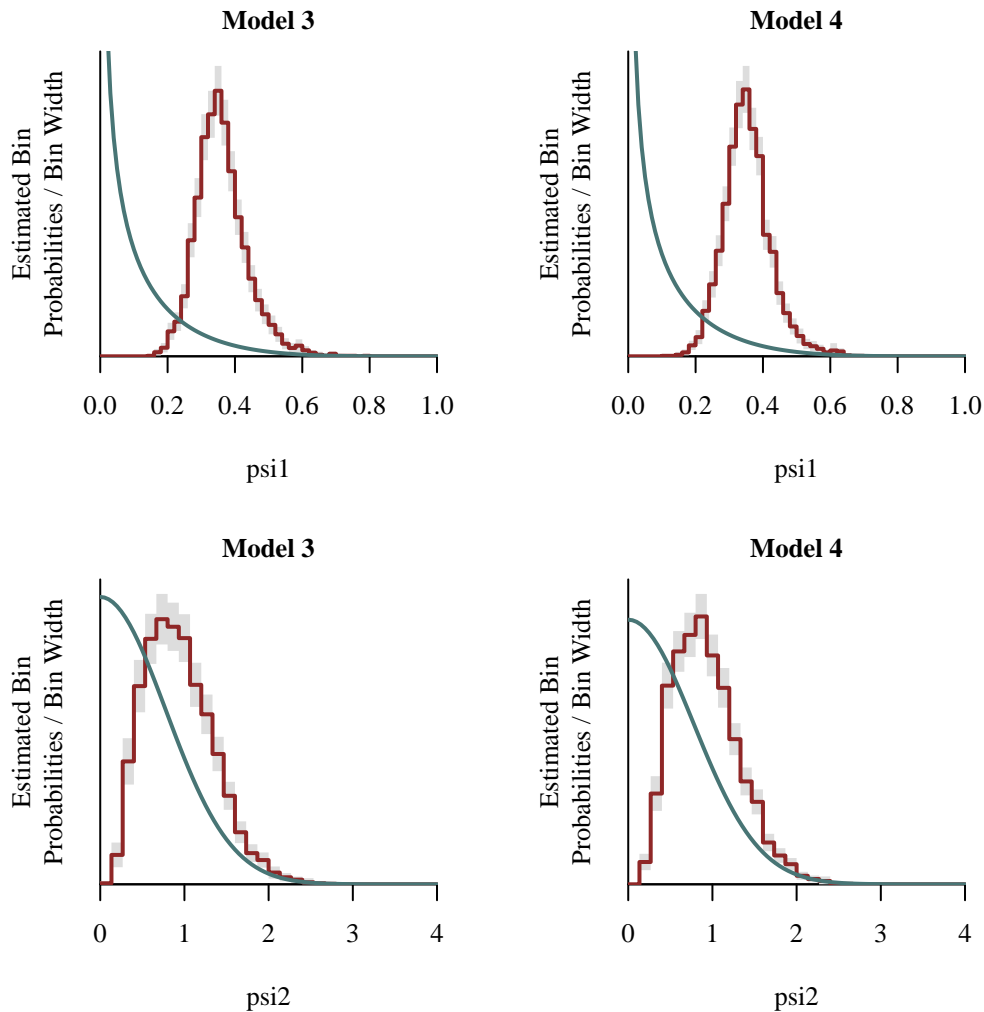 Model 3
Estimated Bin
Probabilities / Bin Width
0.0 0.2 0.4 0.6 0.8 1.0
psi1
Model 4
Estimated Bin
Probabilities / Bin Width
0.0 0.2 0.4 0.6 0.8 1.0
psi1
Model 3
Estimated Bin
Probabilities / Bin Width
0 1 2 3 4
psi2
Model 4
Estimated Bin
Probabilities / Bin Width
0 1 2 3 4
psi2